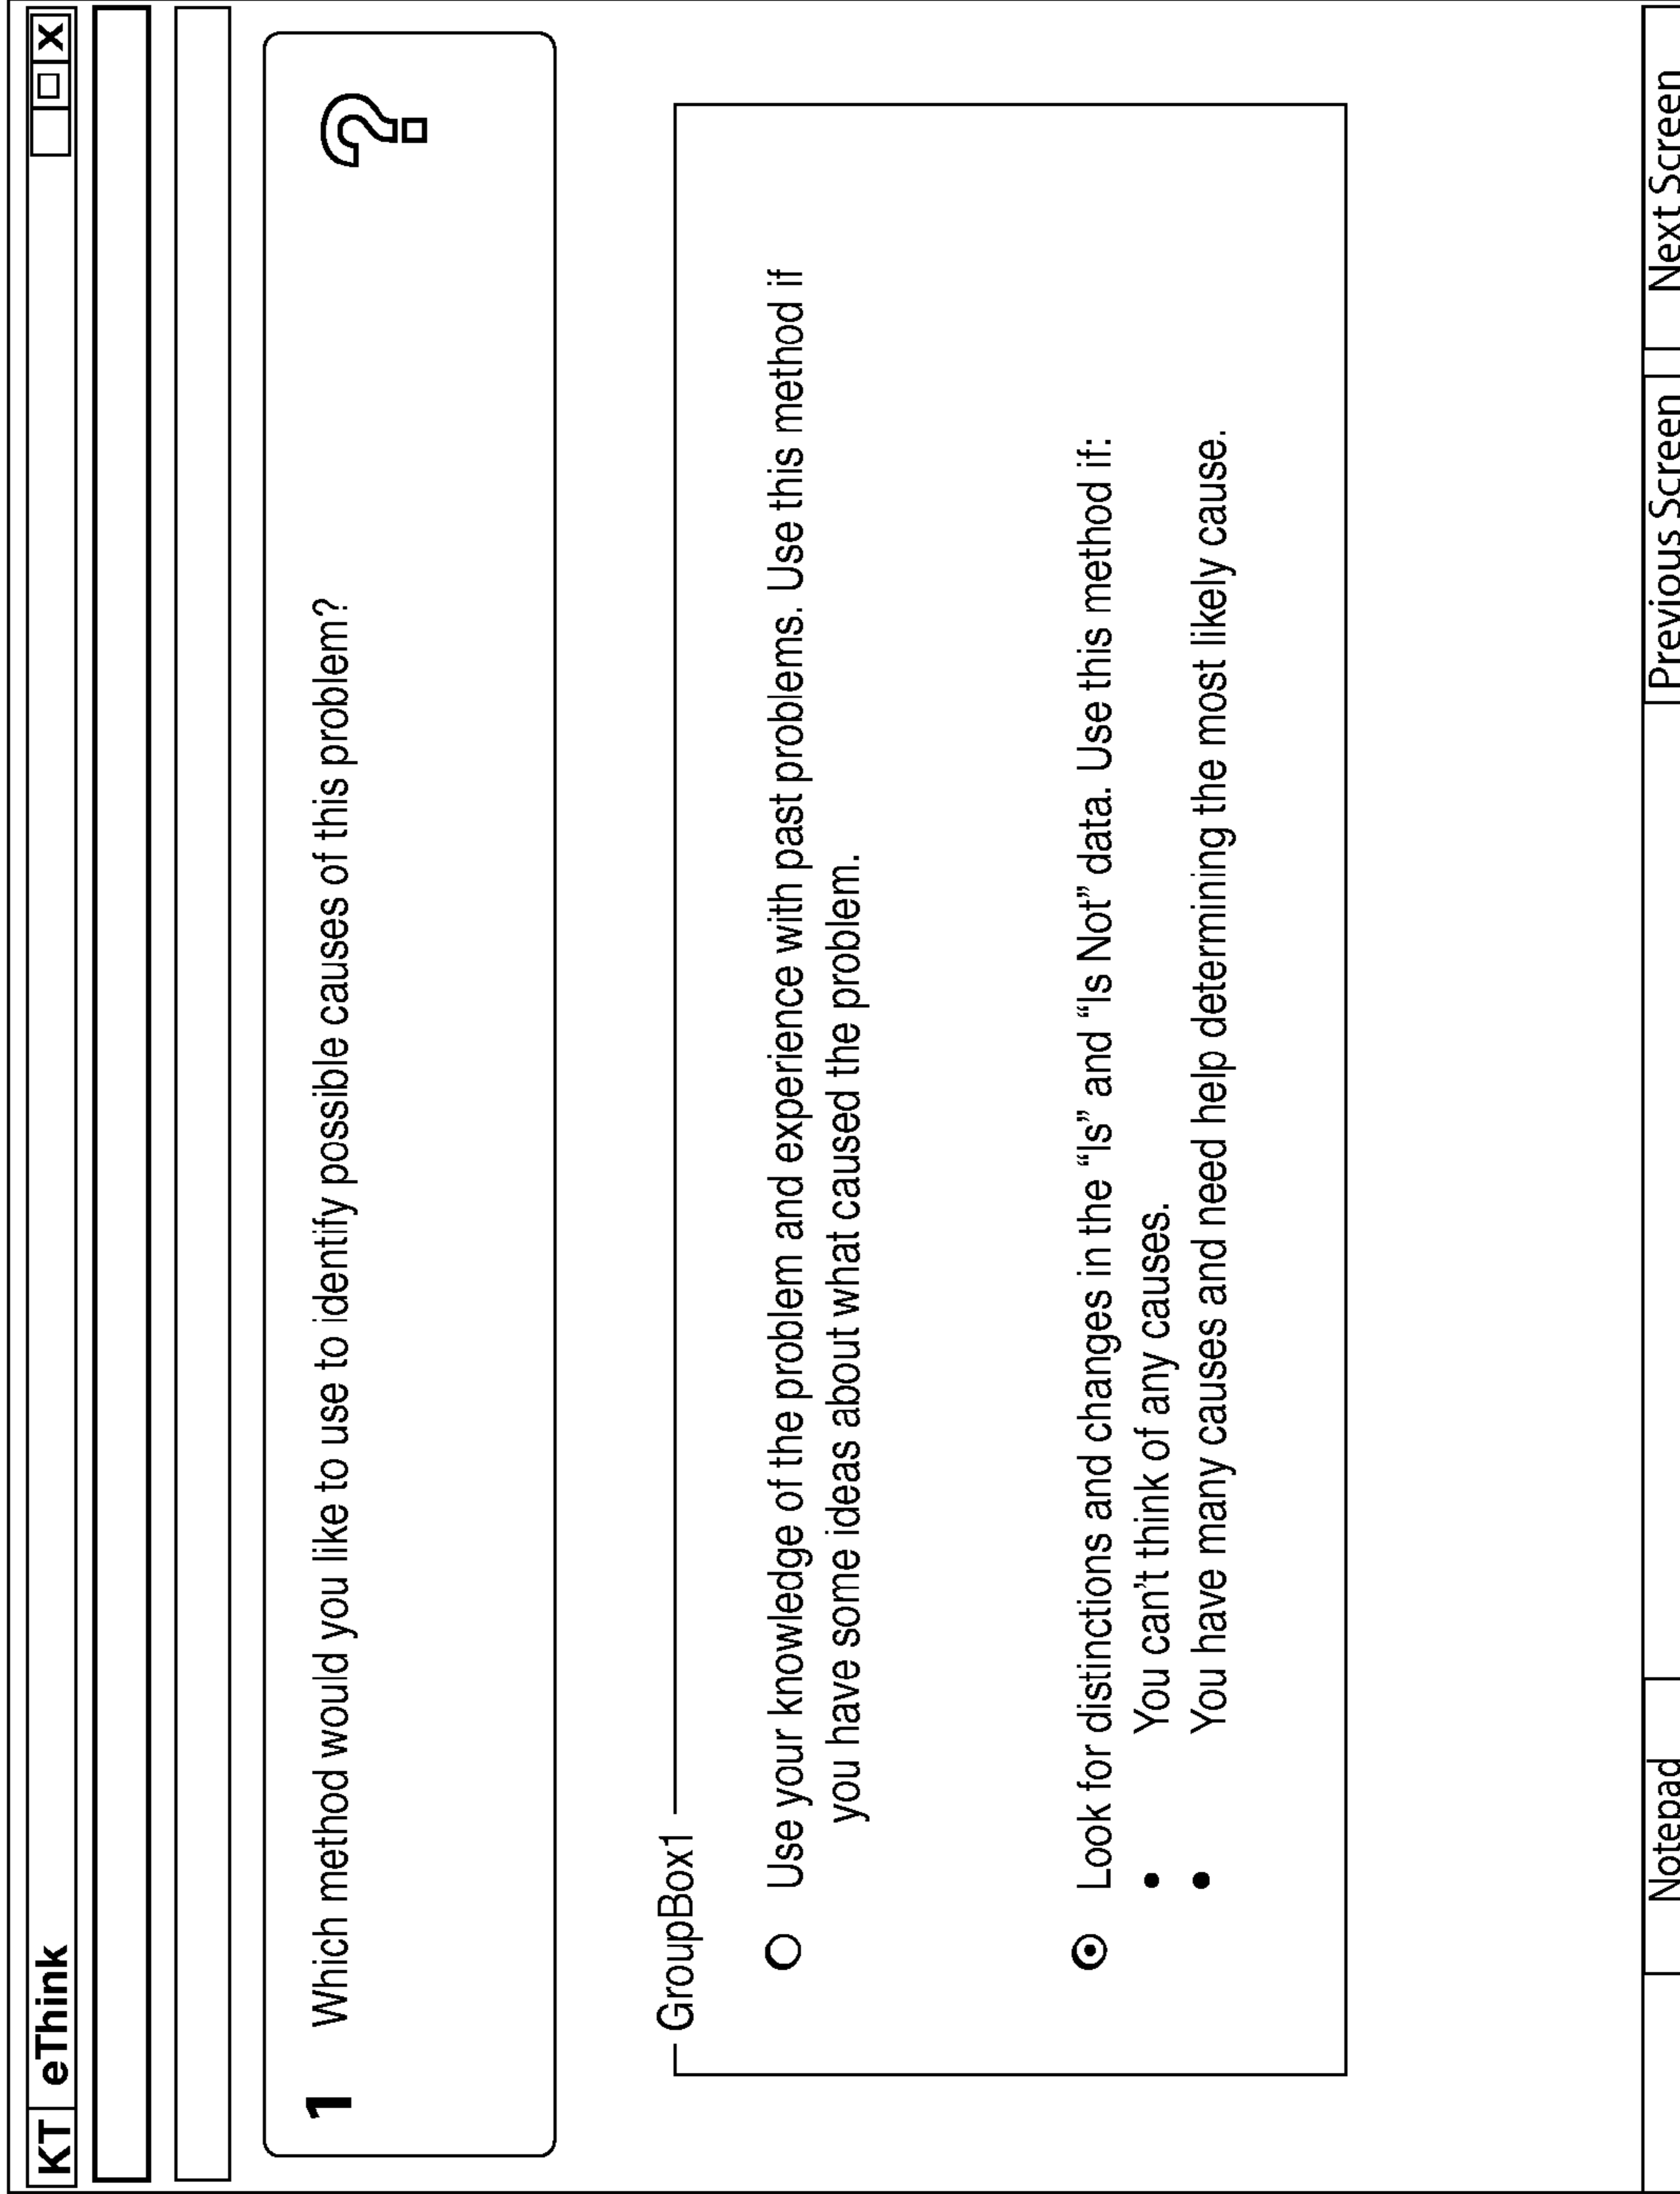 KT eThink X
1 Which method would you like to use to identify possible causes of this problem? ?
GroupBox1
Use your knowledge of the problem and experience with past problems. Use this method if
you have some ideas about what caused the problem.
Look for distinctions and changes in the “Is” and “Is Not” data. Use this method if:
• You can’t think of any causes.
• You have many causes and need help determining the most likely cause.
Notepad Previous Screen Next Screen